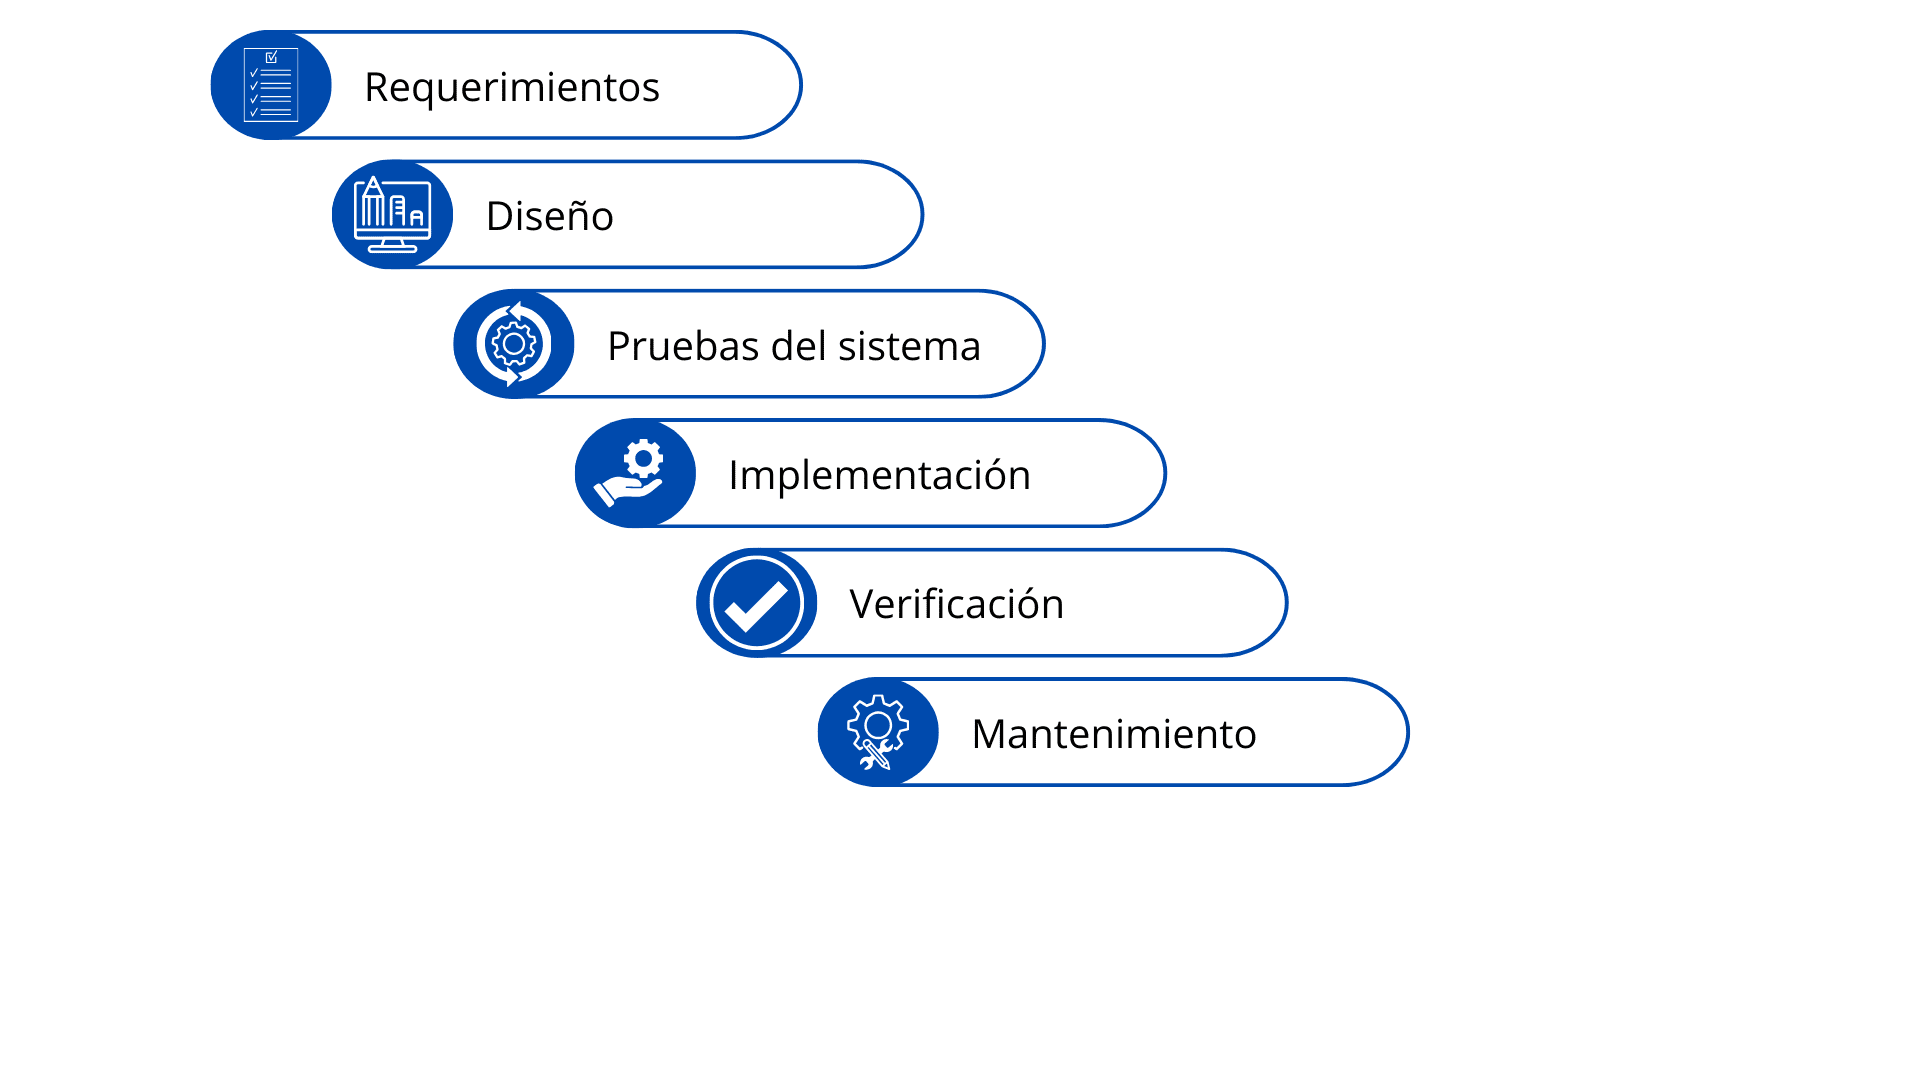 Requerimientos
Diseño
Pruebas del sistema
Implementación
Verificación
Mantenimiento